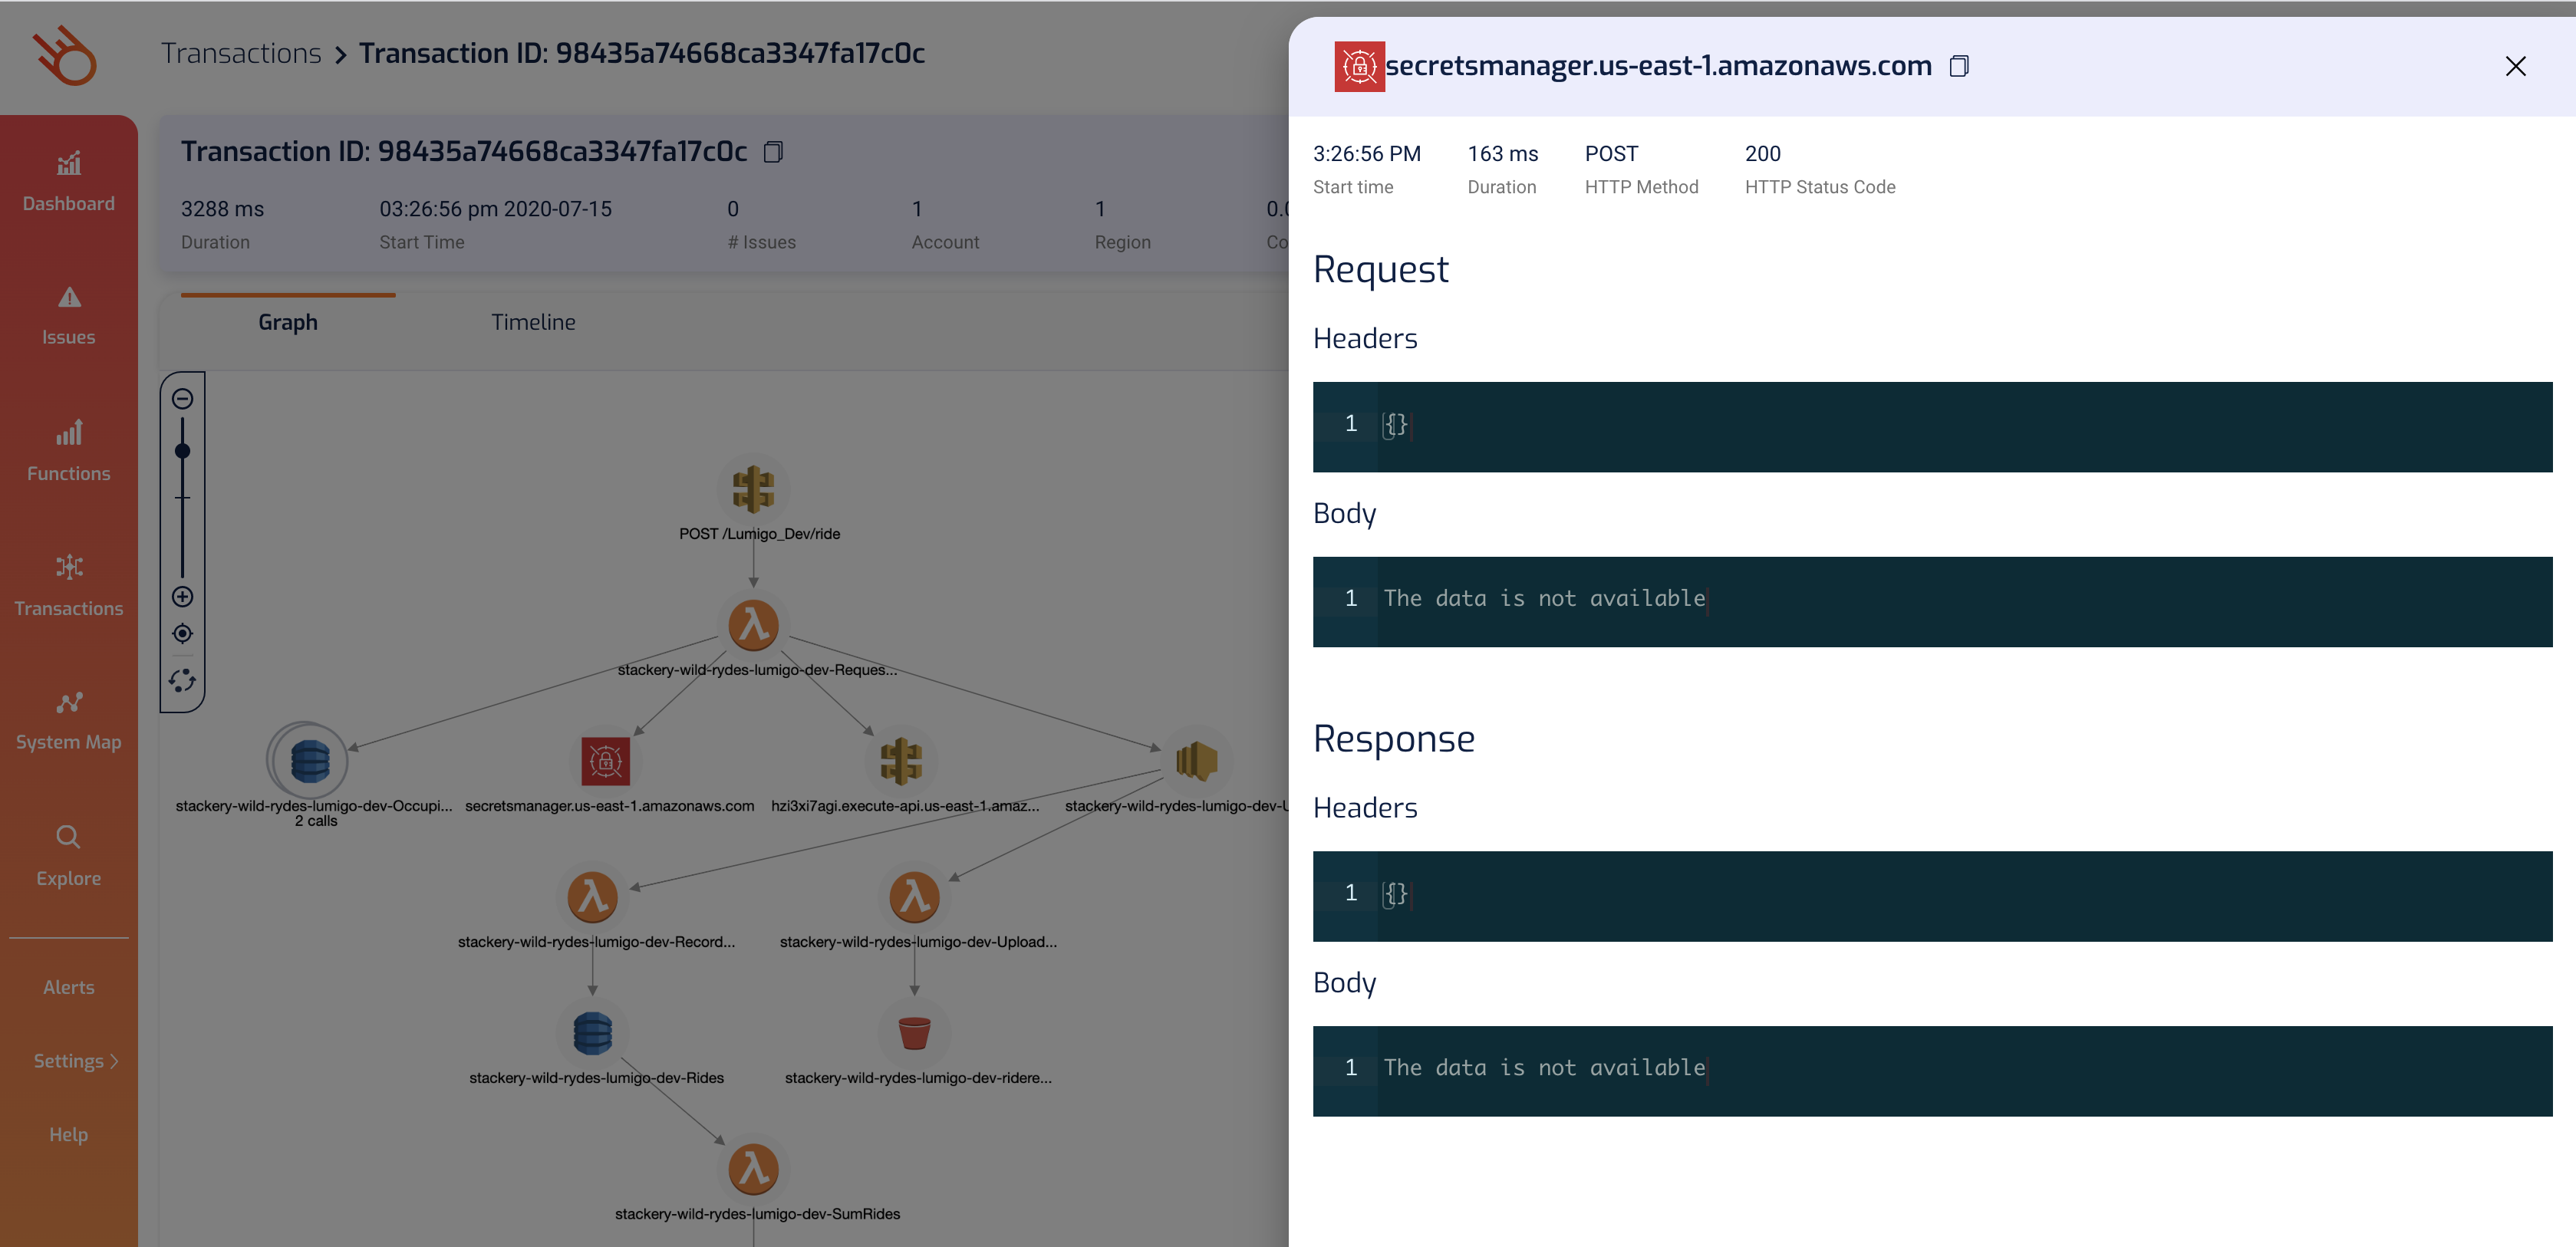 Transactions > Transaction ID: 98435a74668ca3347fa17c0c
Dashboard
Issues
Functions
Transactions
System Map
Explore
Alerts
Settings >
Help
Transaction ID: 98435a74668ca3347fa17c0c
3288 ms 03:26:56 pm 2020-07-15 0 1 1
Duration Start Time # Issues Account Region
Graph Timeline
POST /Lumigo_Dev/ride
stackery-wild-rydes-lumigo-dev-Reques...
stackery-wild-rydes-lumigo-dev-Occupi...
2 calls
secretsmanager.us-east-1.amazonaws.com
hzi3xi7agi.execute-api.us-east-1.amaz...
stackery-wild-rydes-lumigo-dev-U
stackery-wild-rydes-lumigo-dev-Record...
stackery-wild-rydes-lumigo-dev-Upload...
stackery-wild-rydes-lumigo-dev-Rides
stackery-wild-rydes-lumigo-dev-ridere...
stackery-wild-rydes-lumigo-dev-SumRides
secretsmanager.us-east-1.amazonaws.com
3:26:56 PM 163 ms POST 200
Start time Duration HTTP Method HTTP Status Code
Request
Headers
1 {}
Body
1 The data is not available
Response
Headers
1 {}
Body
1 The data is not available